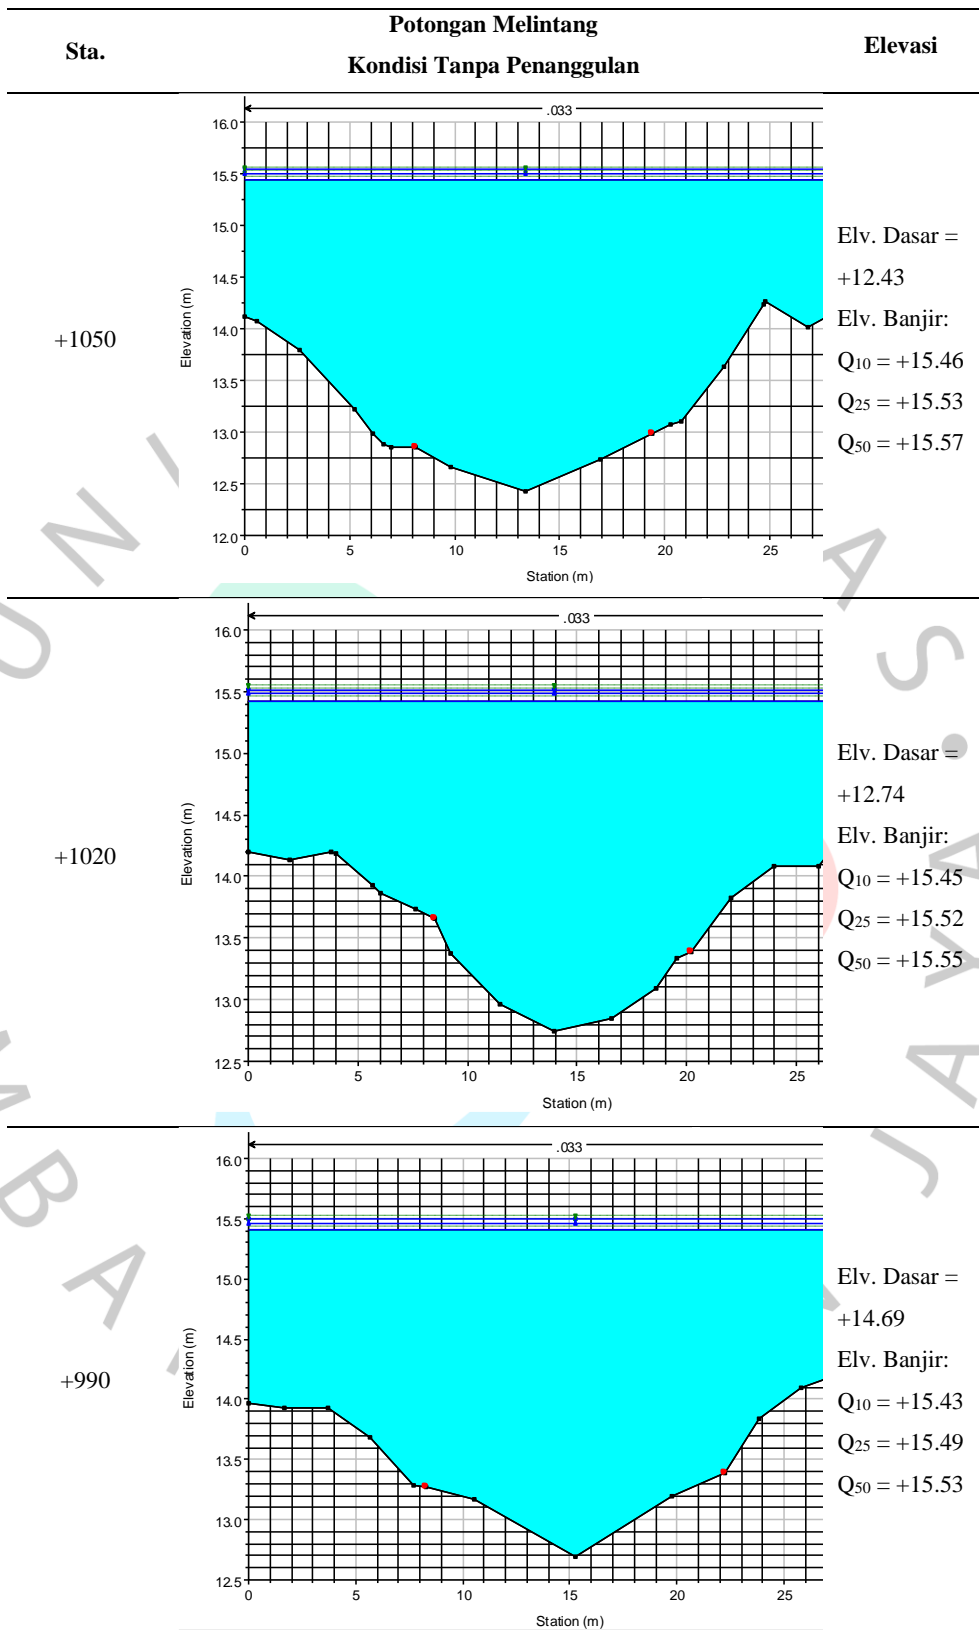 Sta.
Potongan Melintang
Kondisi Tanpa Penanggulan
Elevasi
+1050
.033
16.0
15.5
15.0
14.5
14.0
13.5
13.0
12.5
12.0
Elevation (m)
0 5 10 15 20 25
Station (m)
Elv. Dasar =
+12.43
Elv. Banjir:
Q10 = +15.46
Q25 = +15.53
Q50 = +15.57
+1020
.033
16.0
15.5
15.0
14.5
14.0
13.5
13.0
12.5
Elevation (m)
0 5 10 15 20 25
Station (m)
Elv. Dasar =
+12.74
Elv. Banjir:
Q10 = +15.45
Q25 = +15.52
Q50 = +15.55
+990
.033
16.0
15.5
15.0
14.5
14.0
13.5
13.0
12.5
Elevation (m)
0 5 10 15 20 25
Station (m)
Elv. Dasar =
+14.69
Elv. Banjir:
Q10 = +15.43
Q25 = +15.49
Q50 = +15.53